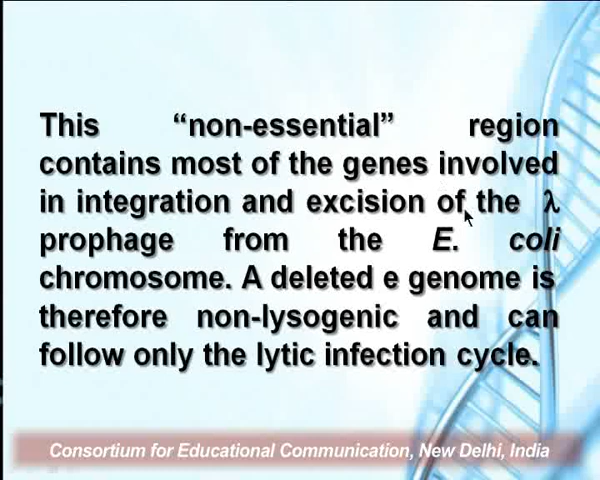 This “non-essential” region
contains most of the genes involved
in integration and excision of the λ
prophage from the E. coli
chromosome. A deleted e genome is
therefore non-lysogenic and can
follow only the lytic infection cycle.
Consortium for Educational Communication, New Delhi, India